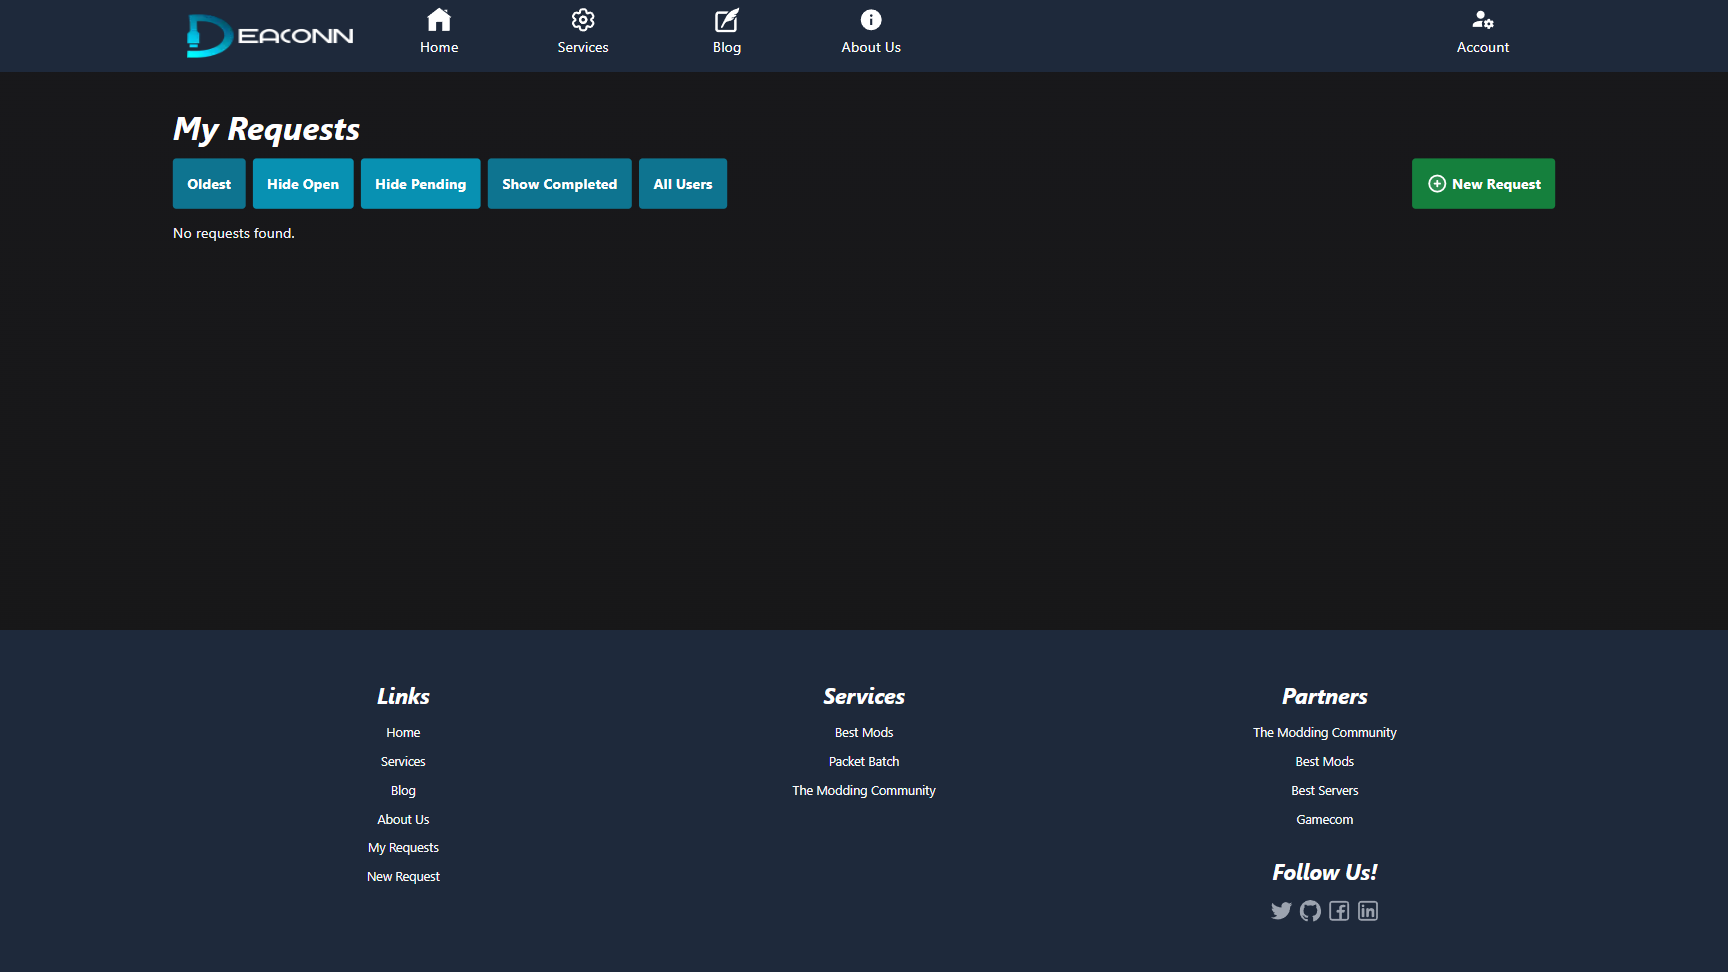 DEACONN
Home
Services
Blog
About Us
Account
My Requests
Oldest
Hide Open
Hide Pending
Show Completed
All Users
New Request
No requests found.
Links
Home
Services
Blog
About Us
My Requests
New Request
Services
Best Mods
Packet Batch
The Modding Community
Partners
The Modding Community
Best Mods
Best Servers
Gamecom
Follow Us!